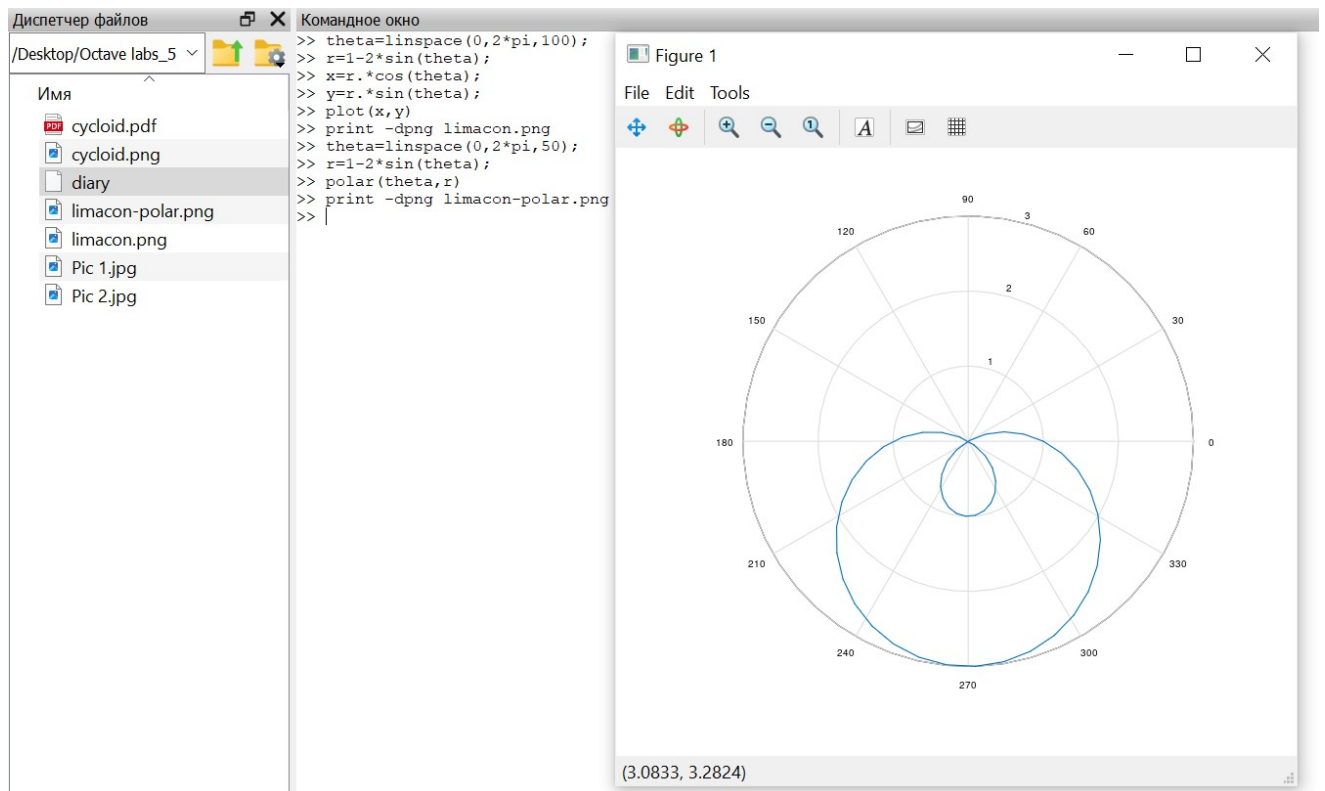 Диспетчер файлов
/Desktop/Octave labs_5
Имя
PDF
cycloid.pdf
cycloid.png
diary
limacon-polar.png
limacon.png
Pic 1.jpg
Pic 2.jpg
Командное окно
>> theta=linspace(0,2*pi,100);
>> r=1-2*sin(theta);
>> x=r.*cos(theta);
>> y=r.*sin(theta);
>> plot(x,y)
>> print -dpng limacon.png
>> theta=linspace(0,2*pi,50);
>> r=1-2*sin(theta);
>> polar(theta,r)
>> print -dpng limacon-polar.png
>>
Figure 1
File Edit Tools
1 A
90
120 3 60
2
150 30
1
180 0
210 330
240 300
270
(3.0833, 3.2824)